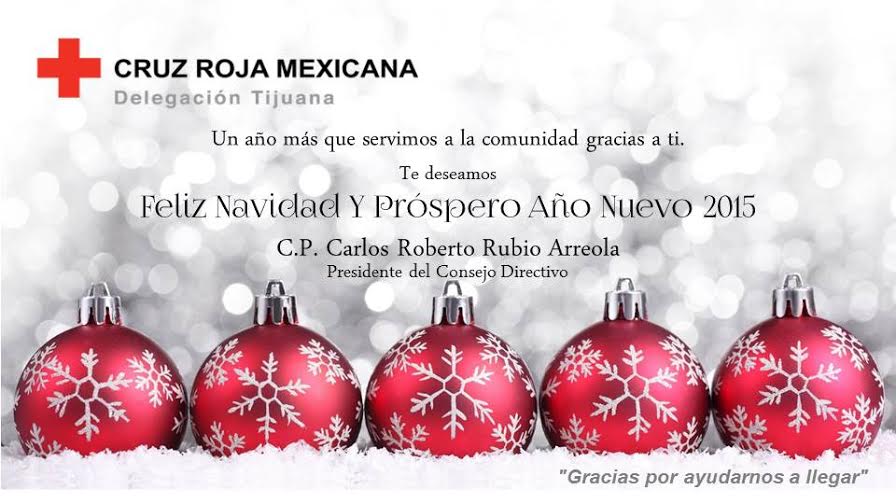 CRUZ ROJA MEXICANA
Delegación Tijuana
Un año más que servimos a la comunidad gracias a ti.
Te deseamos
Feliz Navidad Y Próspero Año Nuevo 2015
C.P. Carlos Roberto Rubio Arreola
Presidente del Consejo Directivo
"Gracias por ayudarnos a llegar"